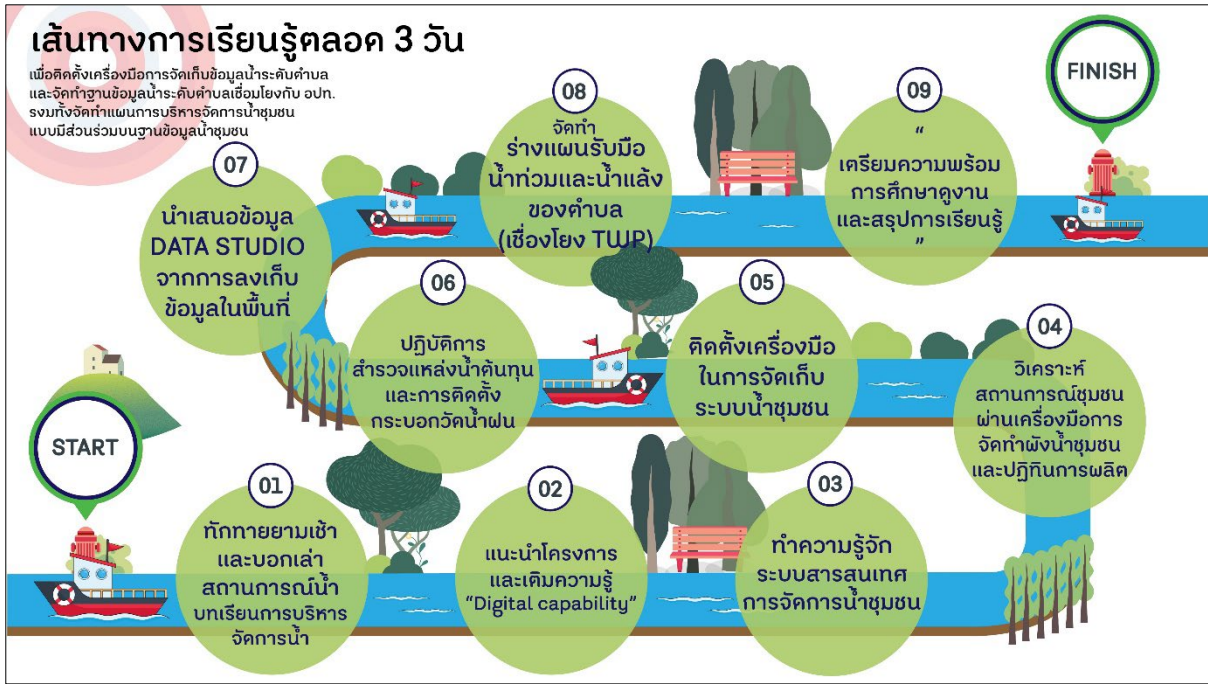 เส้นทางการเรียนรู้ตลอด 3 วัน
เพื่อติดตั้งเครื่องมือการจัดเก็บข้อมูลน้ำระดับตำบล
และจัดทำฐานข้อมูลน้ำระดับตำบลเชื่อมโยงกับ อปท.
รงมทั้งจัดทำแผนการบริหารจัดการน้ำชุมชน
แบบมีส่วนร่วมบนฐานข้อมูลน้ำชุมชน
START
01
ทักทายยามเช้า
และบอกเล่า
สถานการณ์น้ำ
บทเรียนการบริหาร
จัดการน้ำ
02
แนะนำโครงการ
และเติมความรู้
“Digital capability”
03
ทำความรู้จัก
ระบบสารสนเทศ
การจัดการน้ำชุมชน
04
วิเคราะห์
สถานการณ์ชุมชน
ผ่านเครื่องมือการ
จัดทำผังน้ำชุมชน
และปฏิทินการผลิต
05
ติดตั้งเครื่องมือ
ในการจัดเก็บ
ระบบน้ำชุมชน
06
ปฏิบัติการ
สำรวจแหล่งน้ำต้นทุน
และการติดตั้ง
กระบอกวัดน้ำฝน
07
นำเสนอข้อมูล
DATA STUDIO
จากการลงเก็บ
ข้อมูลในพื้นที่
08
จัดทำ
ร่างแผนรับมือ
น้ำท่วมและน้ำแล้ง
ของตำบล
(เชื่องโยง TWP)
09
“
เตรียมความพร้อม
การศึกษาดูงาน
และสรุปการเรียนรู้
”
FINISH